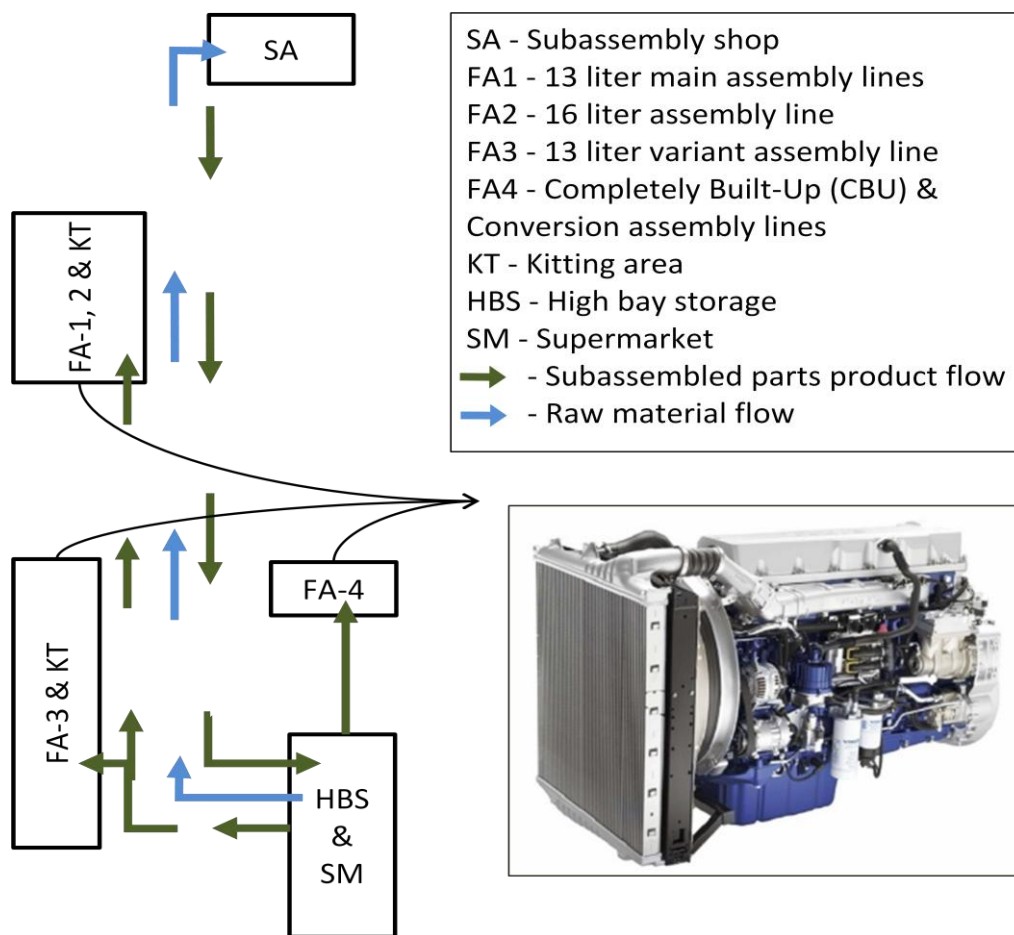 SA
FA-1, 2 & KT
FA-3 & KT
FA-4
HBS
&
SM
SA - Subassembly shop
FA1 - 13 liter main assembly lines
FA2 - 16 liter assembly line
FA3 - 13 liter variant assembly line
FA4 - Completely Built-Up (CBU) &
Conversion assembly lines
KT - Kitting area
HBS - High bay storage
SM - Supermarket
- Subassembled parts product flow
- Raw material flow